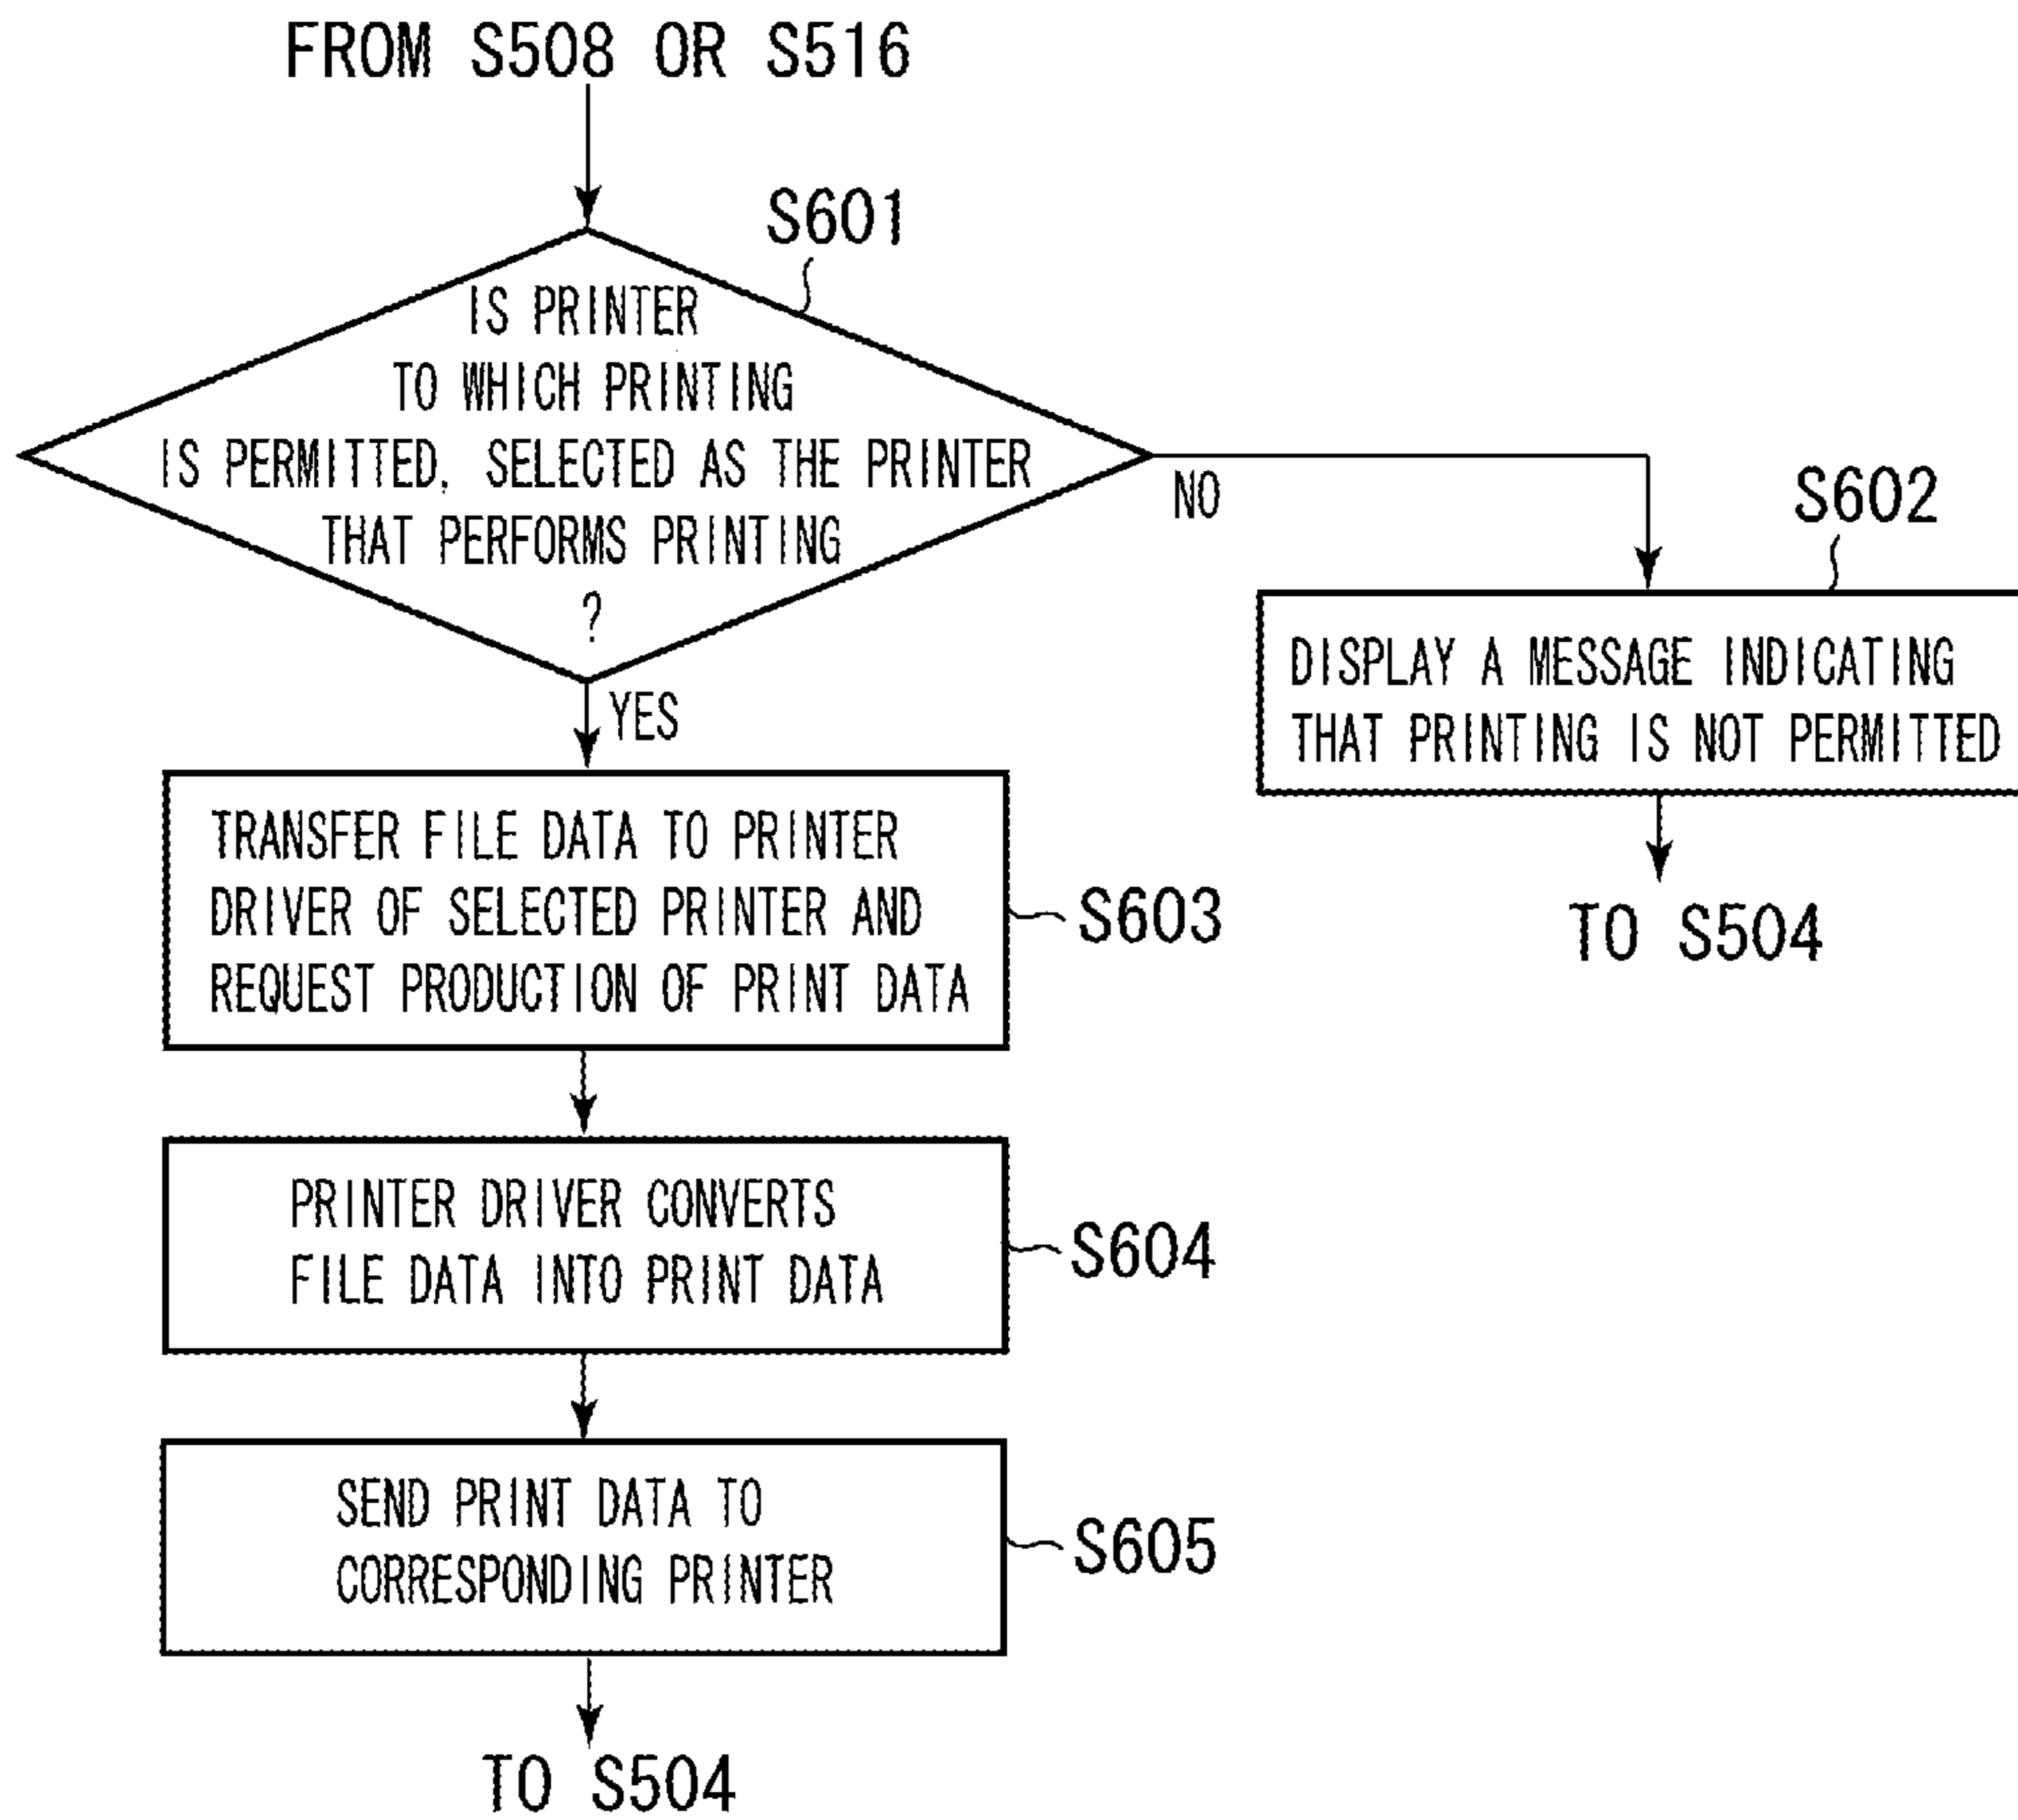 FROM S508 OR S516
S601
IS PRINTER
TO WHICH PRINTING
IS PERMITTED, SELECTED AS THE PRINTER
THAT PERFORMS PRINTING
?
NO
YES
S602
DISPLAY A MESSAGE INDICATING
THAT PRINTING IS NOT PERMITTED
TO S504
TRANSFER FILE DATA TO PRINTER
DRIVER OF SELECTED PRINTER AND
REQUEST PRODUCTION OF PRINT DATA
S603
PRINTER DRIVER CONVERTS
FILE DATA INTO PRINT DATA
S604
SEND PRINT DATA TO
CORRESPONDING PRINTER
S605
TO S504